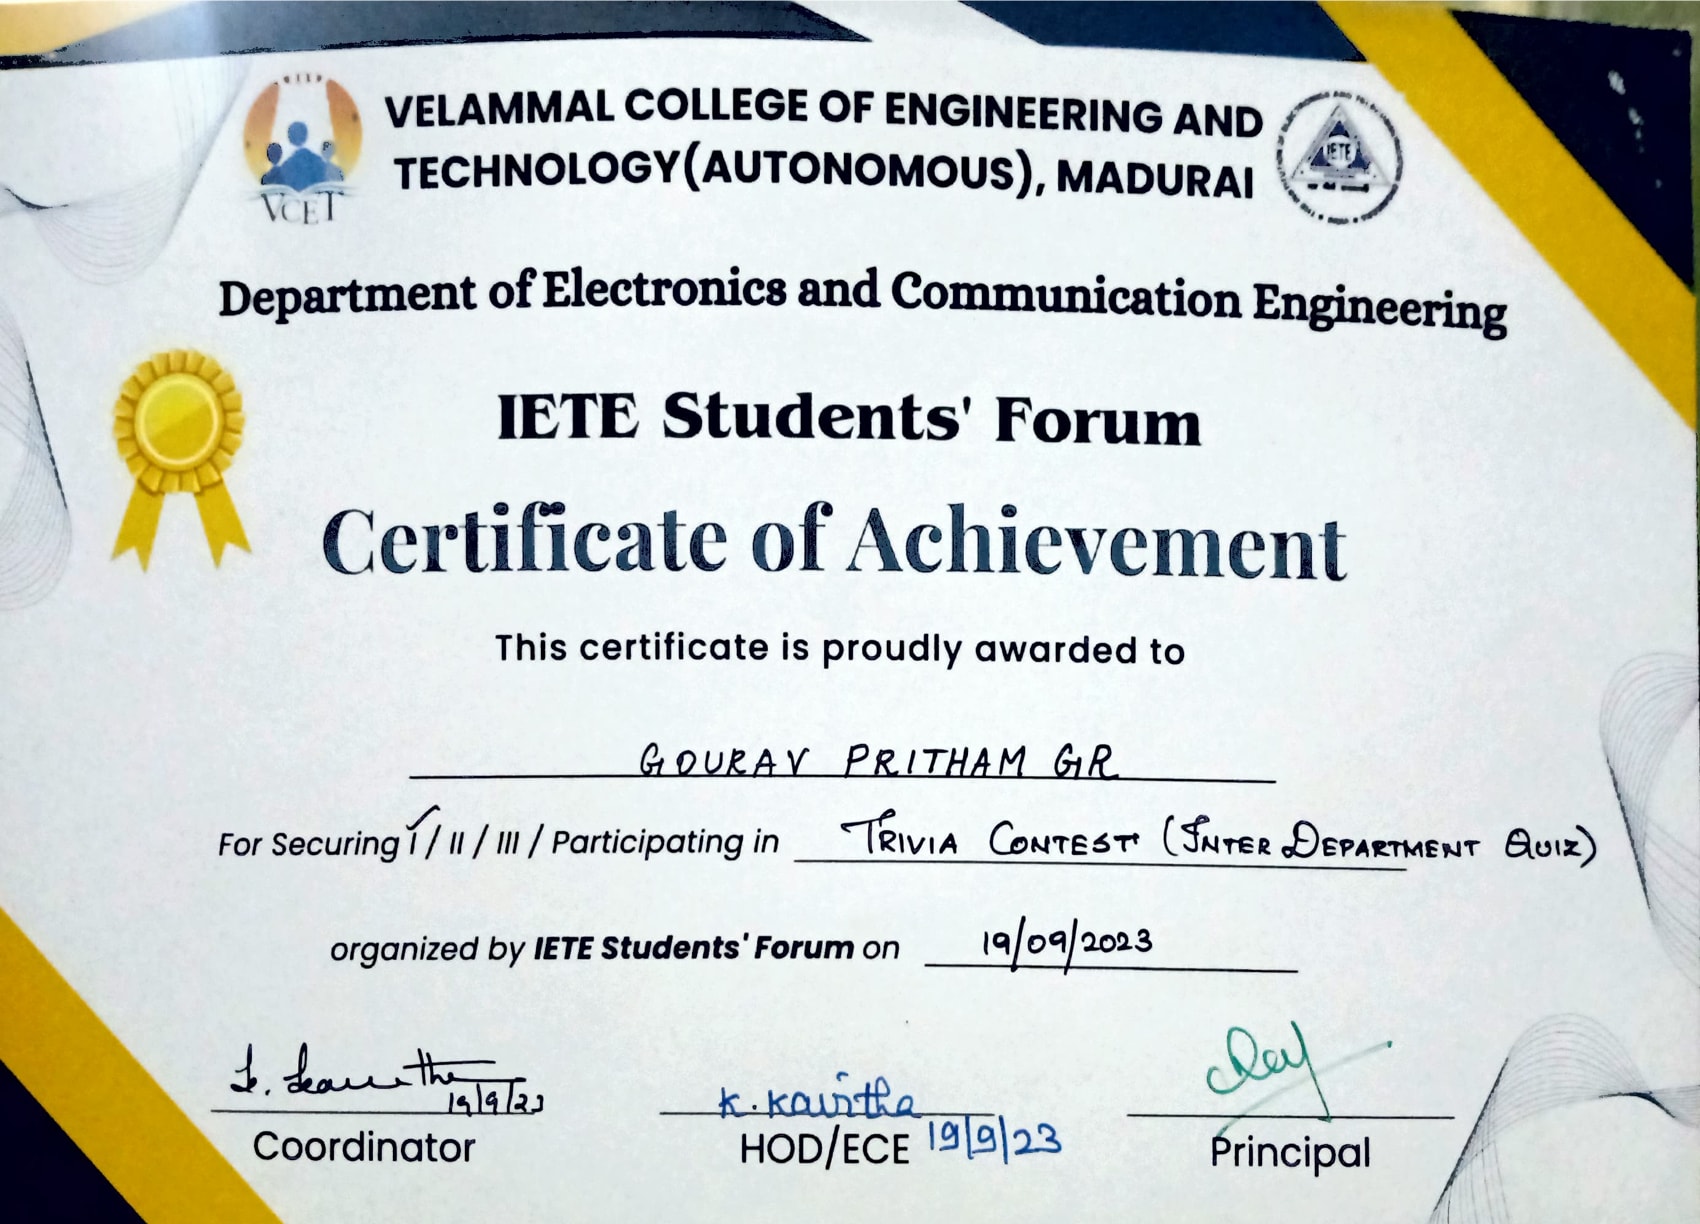 VELAMMAL COLLEGE OF ENGINEERING AND
TECHNOLOGY(AUTONOMOUS), MADURAI
VCET
IETE
Department of Electronics and Communication Engineering
IETE Students' Forum
Certificate of Achievement
This certificate is proudly awarded to
GOURAV PRITHAM GR
For Securing I / II / III / Participating in TRIVIA CONTEST (INTER DEPARTMENT QUIZ)
organized by IETE Students' Forum on 19/09/2023
19/9/23
K. Kavitha
Coordinator
HOD/ECE 19/9/23
Principal